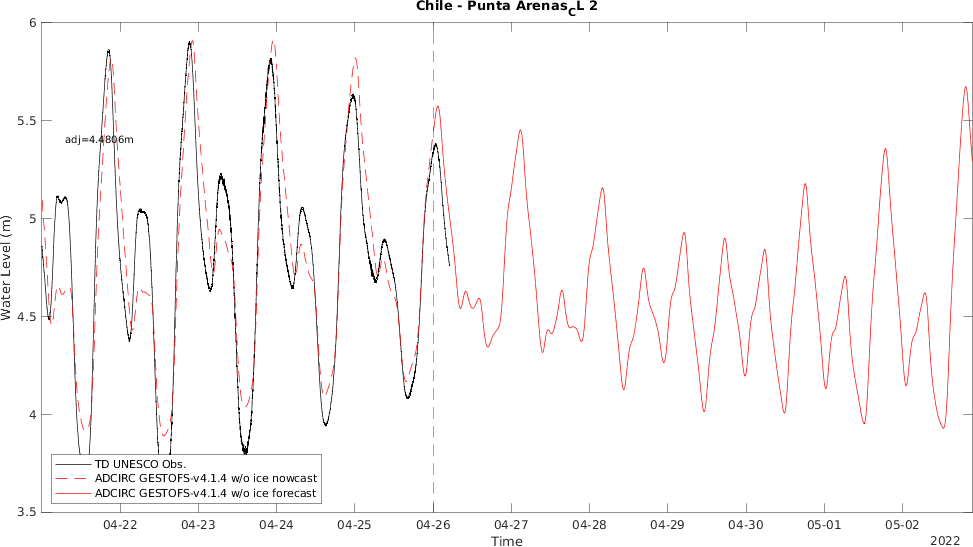 Chile - Punta Arenas_CL 2
6
5.5
5
4.5
4
3.5
Water Level (m)
adj=4.4806m
TD UNESCO Obs.
ADCIRC GESTOFS-v4.1.4 w/o ice nowcast
ADCIRC GESTOFS-v4.1.4 w/o ice forecast
04-22 04-23 04-24 04-25 04-26 04-27 04-28 04-29 04-30 05-01 05-02
Time
2022